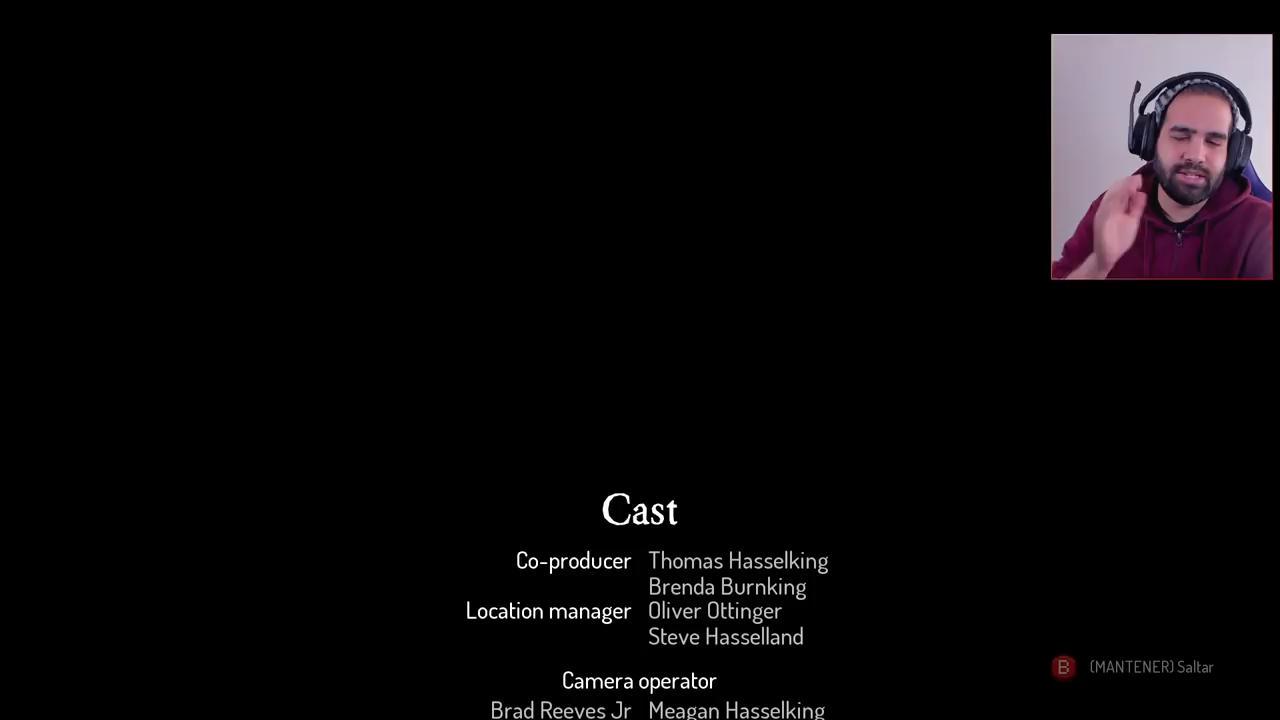 Cast
Co-producer Thomas Hasselking
Brenda Burnking
Location manager Oliver Ottinger
Steve Hasselland
B (MANTENER) Saltar
Camera operator
Brad Reeves Jr Meagan Hasselking